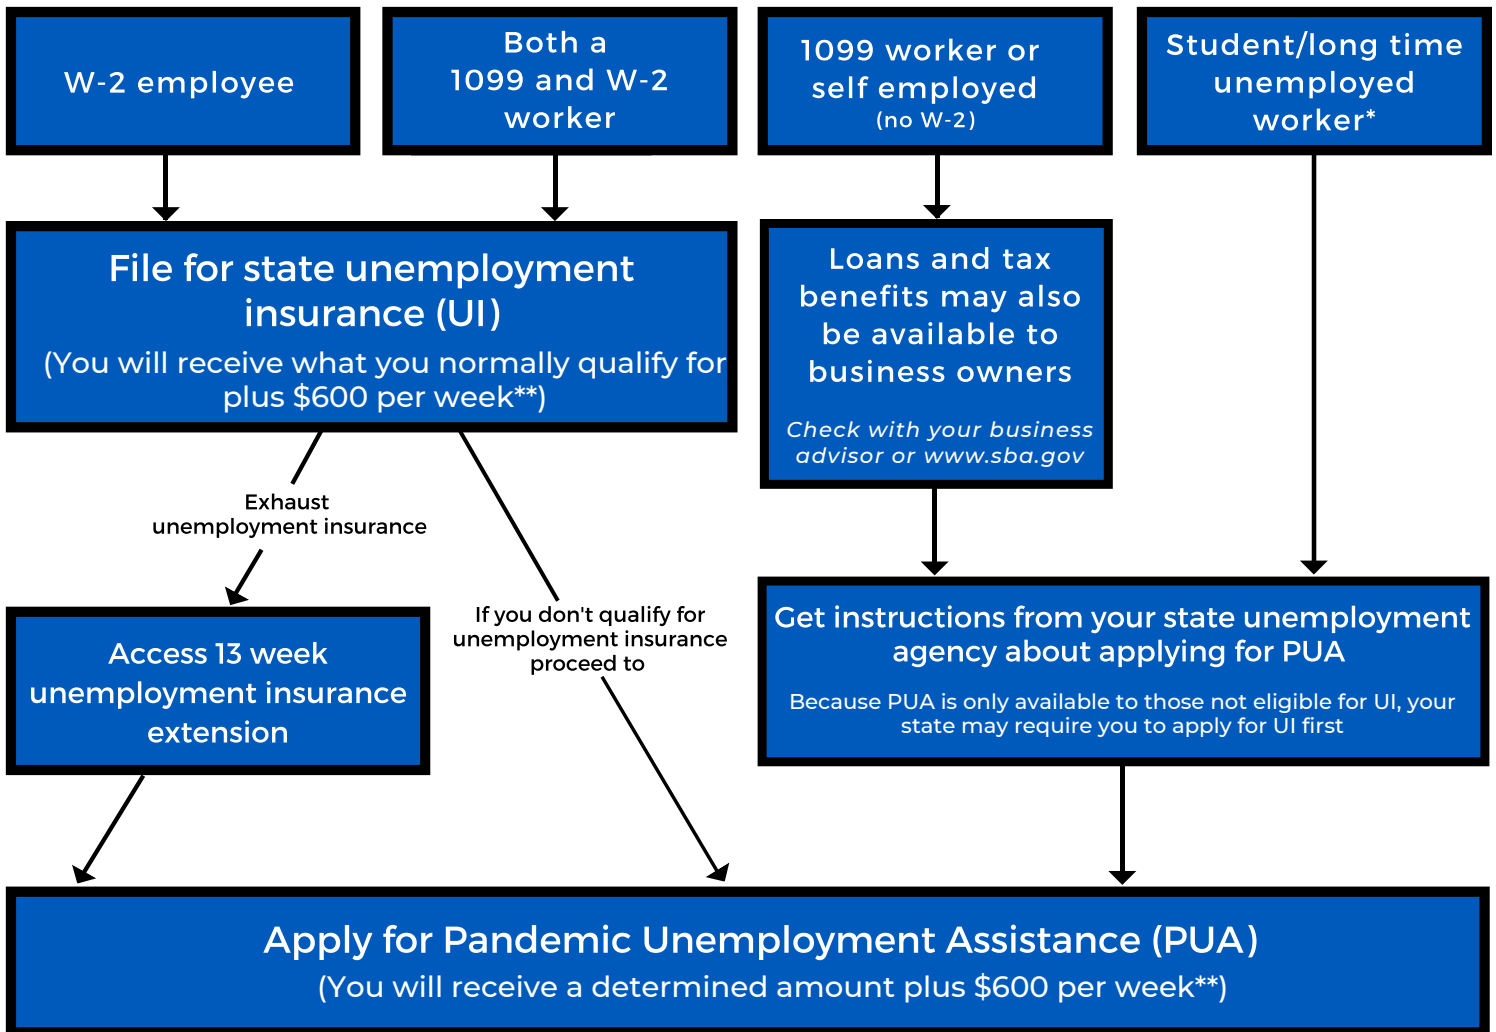 W-2 employee
Both a
1099 and W-2
worker
1099 worker or
self employed
(no W-2)
Student/long time
unemployed
worker*
File for state unemployment
insurance (UI)
(You will receive what you normally qualify for
plus $600 per week**)
Loans and tax
benefits may also
be available to
business owners
Check with your business
advisor or www.sba.gov
Exhaust
unemployment insurance
If you don't qualify for
unemployment insurance
proceed to
Access 13 week
unemployment insurance
extension
Get instructions from your state unemployment
agency about applying for PUA
Because PUA is only available to those not eligible for UI, your
state may require you to apply for UI first
Apply for Pandemic Unemployment Assistance (PUA)
(You will receive a determined amount plus $600 per week**)